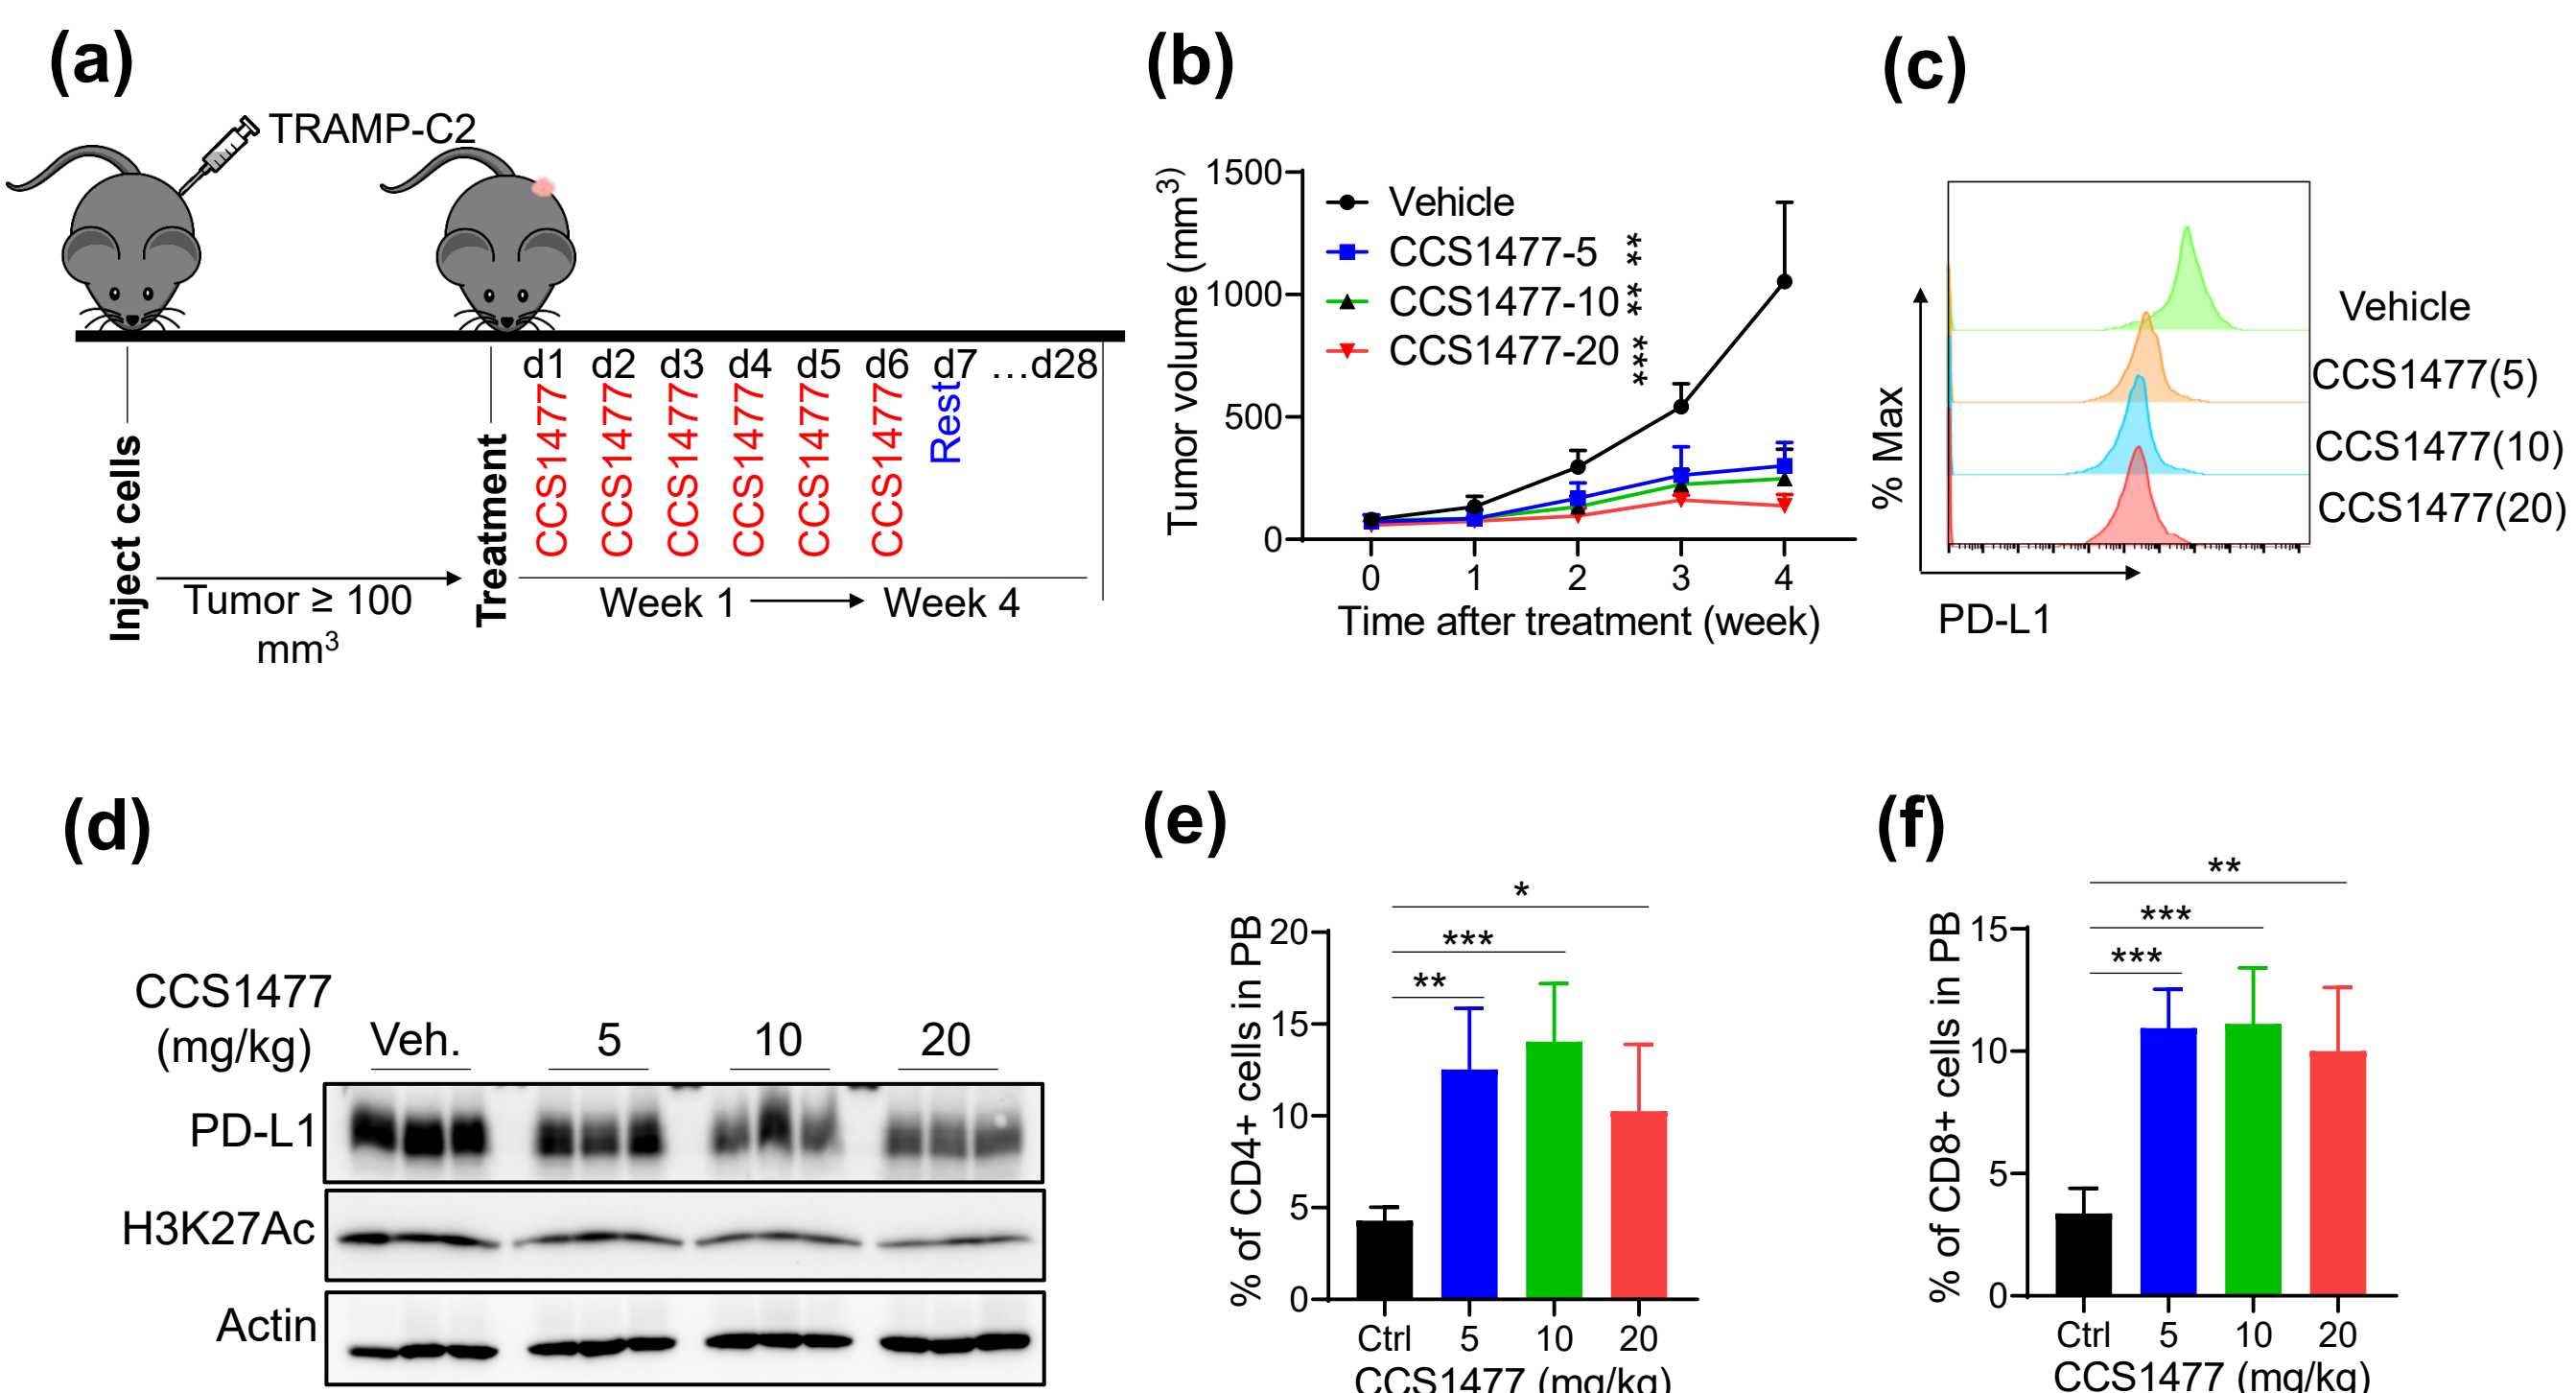 (a)
TRAMP-C2
d1 d2 d3 d4 d5 d6 d7 ...d28
CCS1477 CCS1477 CCS1477 CCS1477 CCS1477 CCS1477 Rest
Inject cells
Treatment
Tumor ≥ 100
mm³
Week 1
Week 4
(b)
Tumor volume (mm³)
1500
1000
500
0
Vehicle
CCS1477-5 **
CCS1477-10 **
CCS1477-20 ***
0 1 2 3 4
Time after treatment (week)
(c)
% Max
Vehicle
CCS1477(5)
CCS1477(10)
CCS1477(20)
PD-L1
(d)
CCS1477
(mg/kg)
Veh. 5 10 20
PD-L1
H3K27Ac
Actin
(e)
% of CD4+ cells in PB
*
***
**
20
15
10
5
0
Ctrl 5 10 20
CCS1477 (mg/kg)
(f)
% of CD8+ cells in PB
**
***
***
15
10
5
0
Ctrl 5 10 20
CCS1477 (mg/kg)